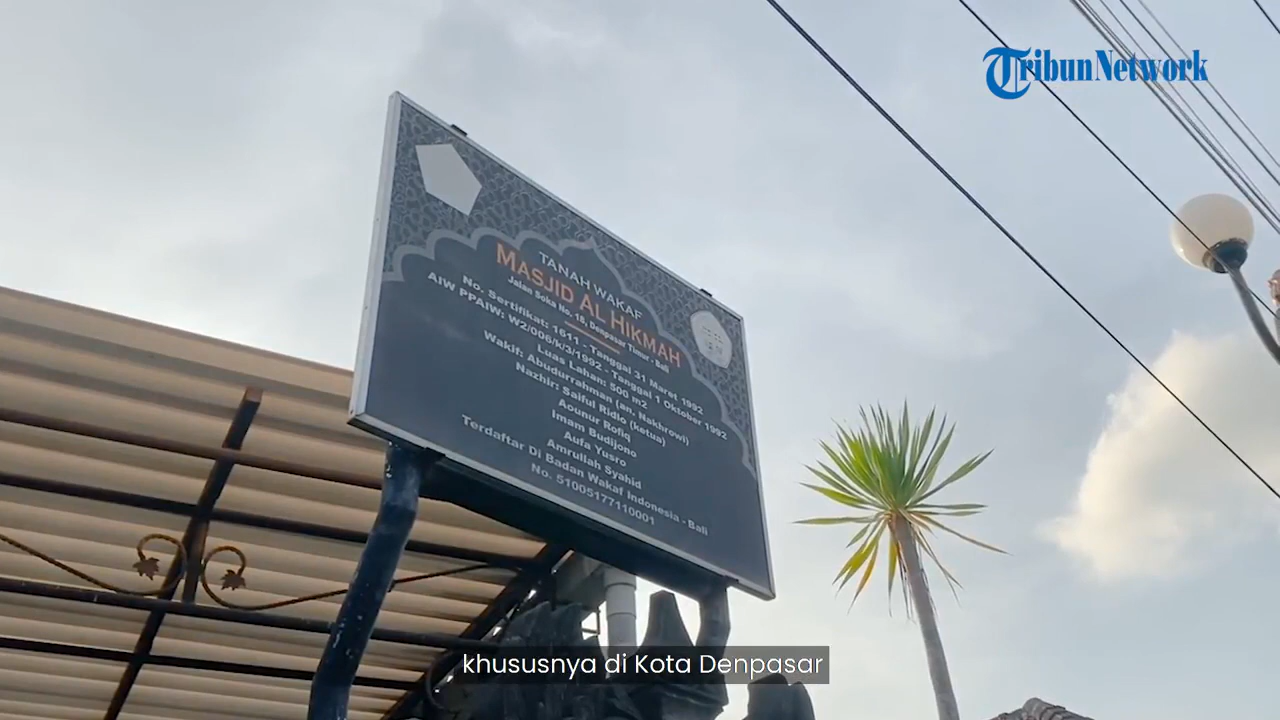 TribunNetwork
TANAH WAKAF
MASJID AL HIKMAH
Jalan Soka No. 18, Denpasar Timur - Bali
No. Sertifikat: 1611 - Tanggal 31 Maret 1992
AIW PPAIW: W2/006/k/3/1992 - Tanggal 1 Oktober 1992
Luas Lahan: 500 m2
Wakif: Abudurrahman (an. Nakhrowi)
Nazhir: Saiful Ridlo (ketua)
Aounur Rofiq
Imam Budijono
Aufa Yusro
Amrullah Syahid
Terdaftar Di Badan Wakaf Indonesia - Bali
No. 51005177110001
khususnya di Kota Denpasar